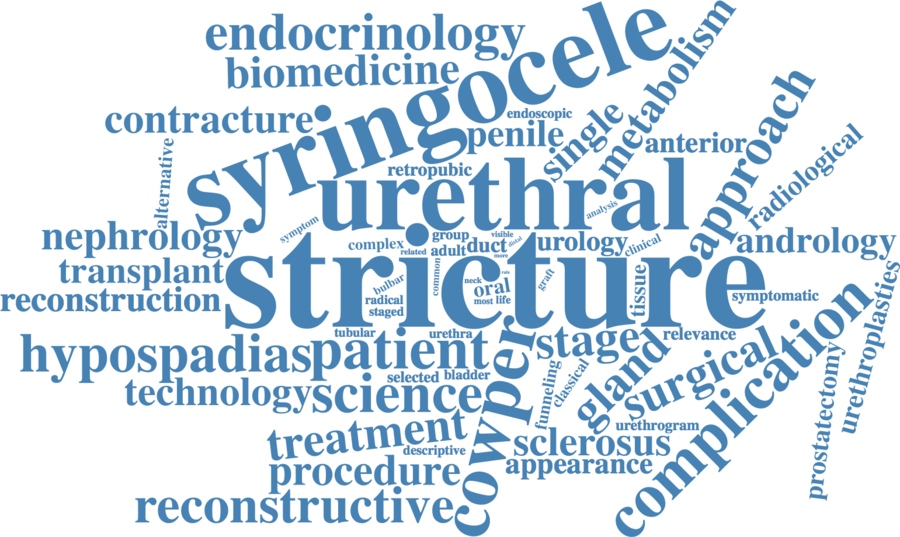 endocrinology
biomedicine
syringocele
metabolism
contracture
endoscopic
penile
single
anterior
approach
radiological
alternative
retropubic
urethral
analysis
symptom
nephrology
complex
group
visible
distal
related
adult
duct
more
urology
clinical
andrology
transplant
stricture
common
bulbar
neck
rate
oral
graft
tissue
reconstruction
radical
most life
symptomatic
staged
tubular
urethra
relevance
urethroplasties
hypospadias
patient
stage
complication
selected
bladder
cowper
gland
surgical
funneling
classical
technology
science
prostatectomy
urethrogram
treatment
descriptive
sclerosus
procedure
appearance
reconstructive